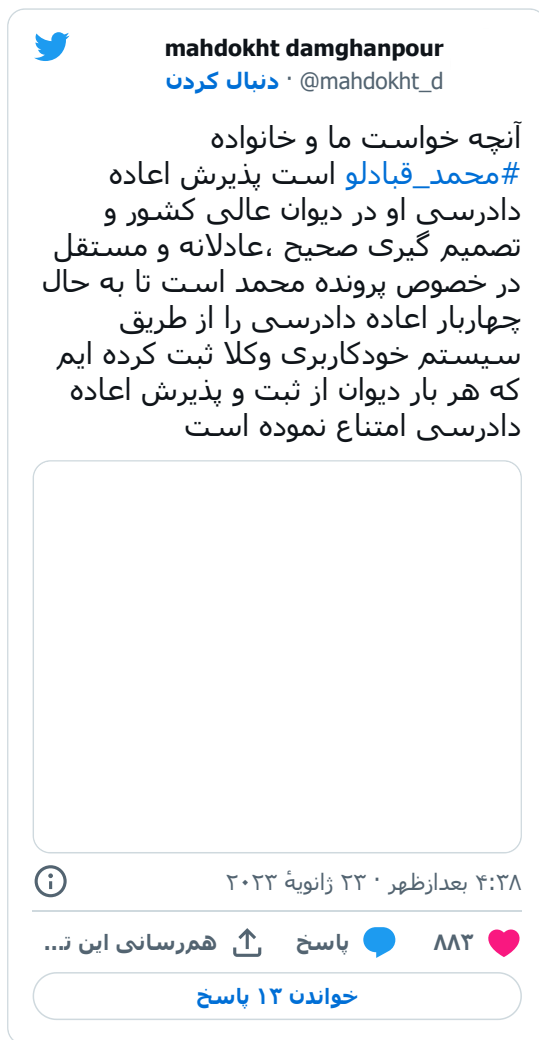 mahdokht damghanpour
@mahdokht_d · دنبال کردن
آنچه خواست ما و خانواده
#محمد_قبادلو است پذیرش اعاده
دادرسی او در دیوان عالی کشور و
تصمیم گیری صحیح ،عادلانه و مستقل
در خصوص پرونده محمد است تا به حال
چهاربار اعاده دادرسی را از طریق
سیستم خودکاربری وکلا ثبت کرده ایم
که هر بار دیوان از ثبت و پذیرش اعاده
دادرسی امتناع نموده است
۴:۳۸ بعدازظهر · ۲۳ ژانویهٔ ۲۰۲۳
۸۸۳ پاسخ هم‌رسانی این ت...
خواندن ۱۳ پاسخ